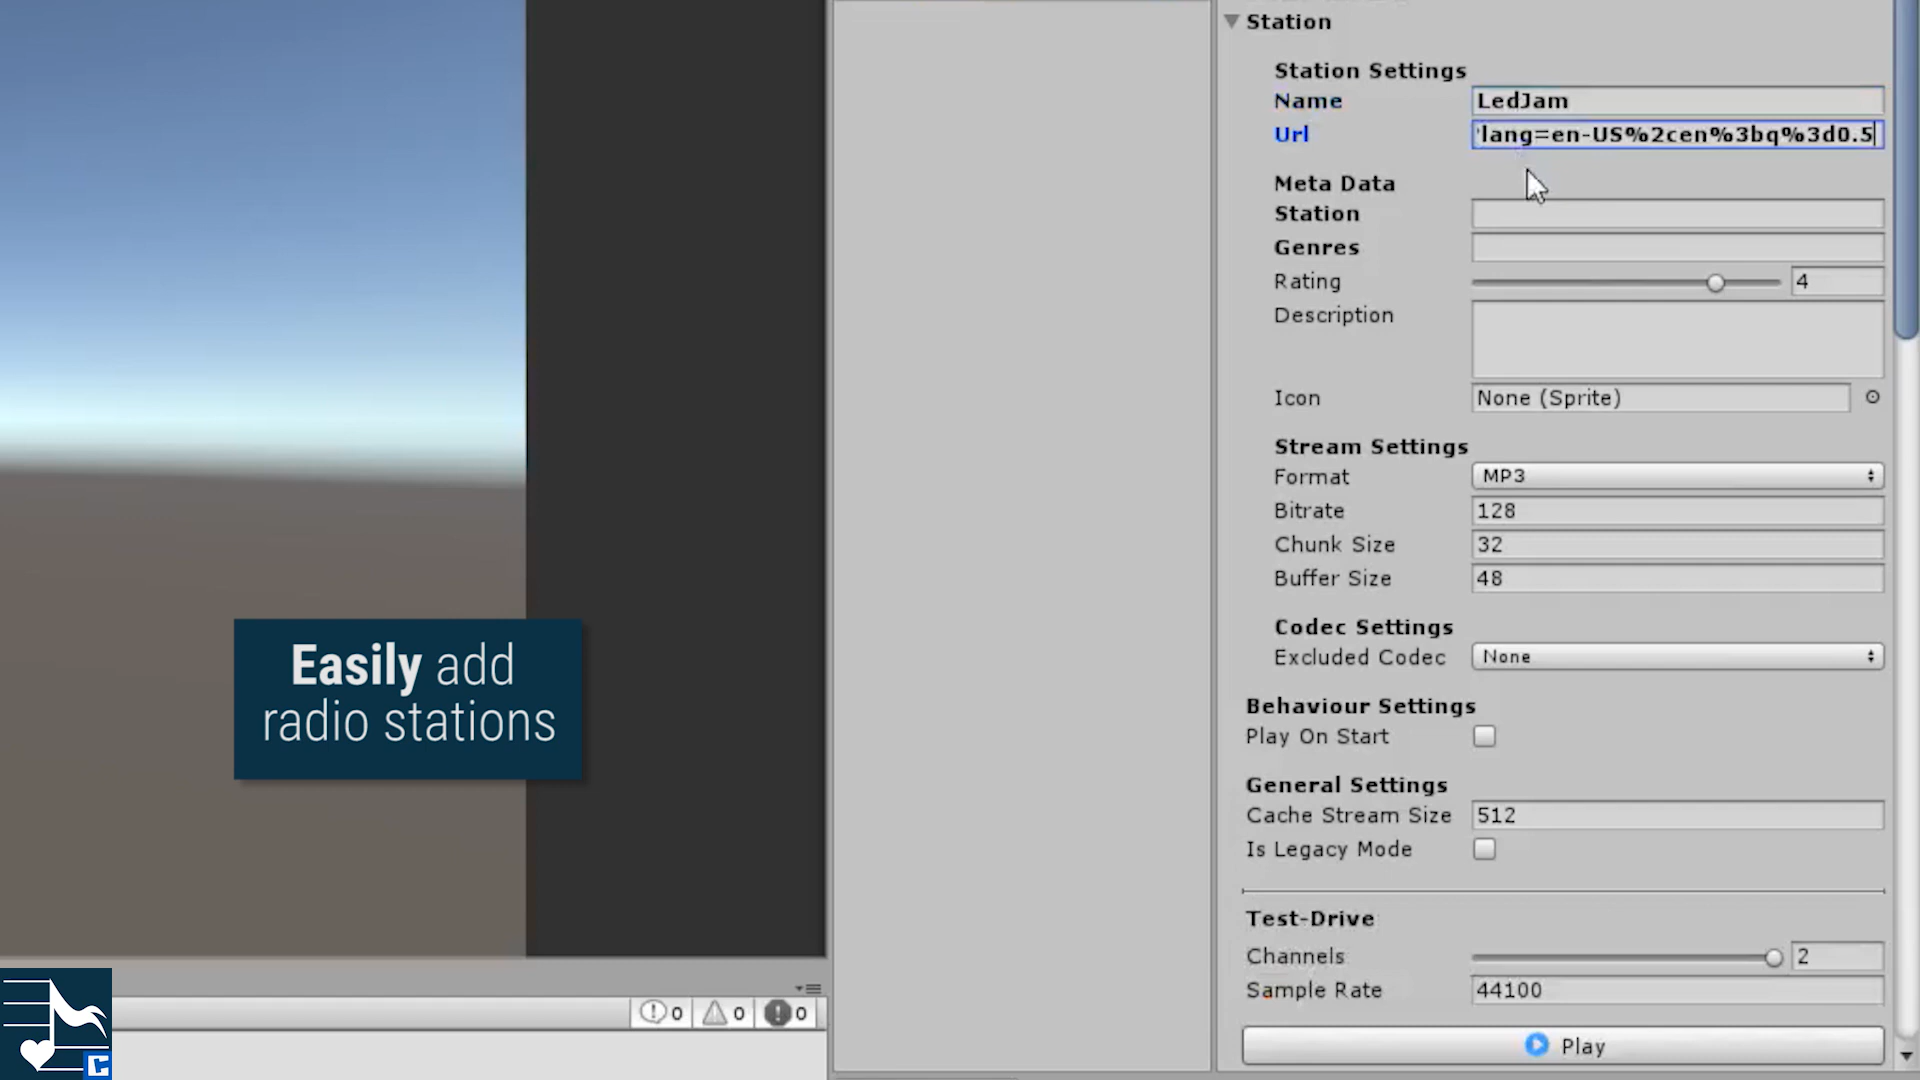 Station
Station Settings
Name LedJam
Url lang=en-US%2cen%3bq%3d0.5
Meta Data
Station
Genres
Rating 4
Description
Icon None (Sprite)
Stream Settings
Format MP3
Bitrate 128
Chunk Size 32
Buffer Size 48
Codec Settings
Excluded Codec None
Behaviour Settings
Play On Start
General Settings
Cache Stream Size 512
Is Legacy Mode
Test-Drive
Channels 2
Sample Rate 44100
Play
Easily add
radio stations
0 0 0